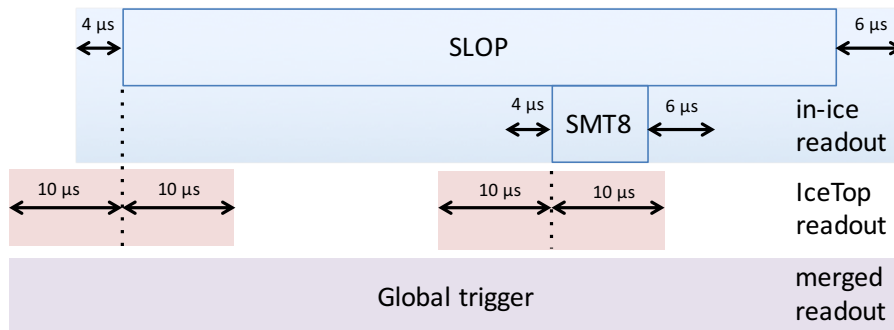 4 µs
SLOP
6 µs
4 µs
SMT8
6 µs
in-ice
readout
10 µs
10 µs
10 µs
10 µs
IceTop
readout
Global trigger
merged
readout